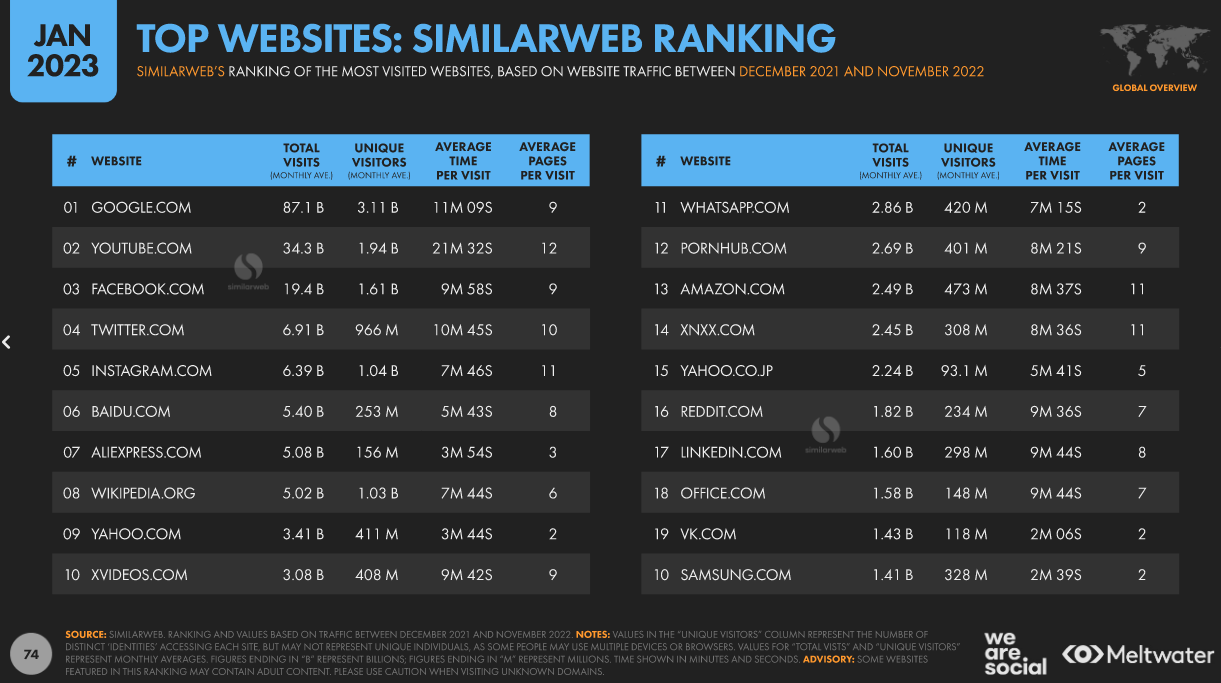 JAN
2023
TOP WEBSITES: SIMILARWEB RANKING
SIMILARWEB'S RANKING OF THE MOST VISITED WEBSITES, BASED ON WEBSITE TRAFFIC BETWEEN DECEMBER 2021 AND NOVEMBER 2022
GLOBAL OVERVIEW
# WEBSITE TOTAL VISITS (MONTHLY AVE.) UNIQUE VISITORS (MONTHLY AVE.) AVERAGE TIME PER VISIT AVERAGE PAGES PER VISIT
01 GOOGLE.COM 87.1 B 3.11 B 11M 09S 9
02 YOUTUBE.COM 34.3 B 1.94 B 21M 32S 12
03 FACEBOOK.COM 19.4 B 1.61 B 9M 58S 9
04 TWITTER.COM 6.91 B 966 M 10M 45S 10
05 INSTAGRAM.COM 6.39 B 1.04 B 7M 46S 11
06 BAIDU.COM 5.40 B 253 M 5M 43S 8
07 ALIEXPRESS.COM 5.08 B 156 M 3M 54S 3
08 WIKIPEDIA.ORG 5.02 B 1.03 B 7M 44S 6
09 YAHOO.COM 3.41 B 411 M 3M 44S 2
10 XVIDEOS.COM 3.08 B 408 M 9M 42S 9
similarweb
# WEBSITE TOTAL VISITS (MONTHLY AVE.) UNIQUE VISITORS (MONTHLY AVE.) AVERAGE TIME PER VISIT AVERAGE PAGES PER VISIT
11 WHATSAPP.COM 2.86 B 420 M 7M 15S 2
12 PORNHUB.COM 2.69 B 401 M 8M 21S 9
13 AMAZON.COM 2.49 B 473 M 8M 37S 11
14 XNXX.COM 2.45 B 308 M 8M 36S 11
15 YAHOO.CO.JP 2.24 B 93.1 M 5M 41S 5
16 REDDIT.COM 1.82 B 234 M 9M 36S 7
17 LINKEDIN.COM 1.60 B 298 M 9M 44S 8
18 OFFICE.COM 1.58 B 148 M 9M 44S 7
19 VK.COM 1.43 B 118 M 2M 06S 2
10 SAMSUNG.COM 1.41 B 328 M 2M 39S 2
similarweb
74
SOURCE: SIMILARWEB. RANKING AND VALUES BASED ON TRAFFIC BETWEEN DECEMBER 2021 AND NOVEMBER 2022. NOTES: VALUES IN THE "UNIQUE VISITORS" COLUMN REPRESENT THE NUMBER OF
DISTINCT 'IDENTITIES' ACCESSING EACH SITE, BUT MAY NOT REPRESENT UNIQUE INDIVIDUALS, AS SOME PEOPLE MAY USE MULTIPLE DEVICES OR BROWSERS. VALUES FOR "TOTAL VISTS" AND "UNIQUE VISITORS"
REPRESENT MONTHLY AVERAGES. FIGURES ENDING IN "B" REPRESENT BILLIONS; FIGURES ENDING IN "M" REPRESENT MILLIONS. TIME SHOWN IN MINUTES AND SECONDS. ADVISORY: SOME WEBSITES
FEATURED IN THIS RANKING MAY CONTAIN ADULT CONTENT. PLEASE USE CAUTION WHEN VISITING UNKNOWN DOMAINS.
we
are
social
Meltwater